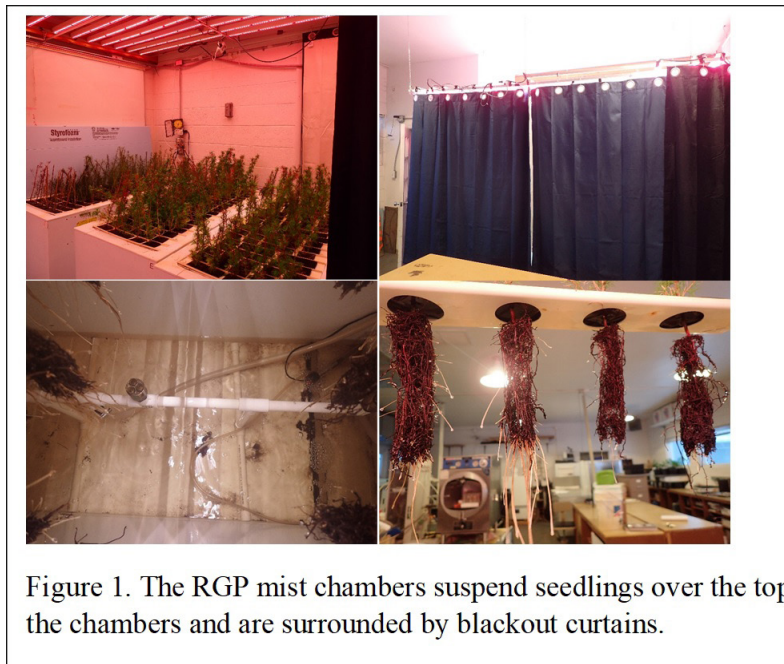 Styrofoam
Figure 1. The RGP mist chambers suspend seedlings over the top
the chambers and are surrounded by blackout curtains.